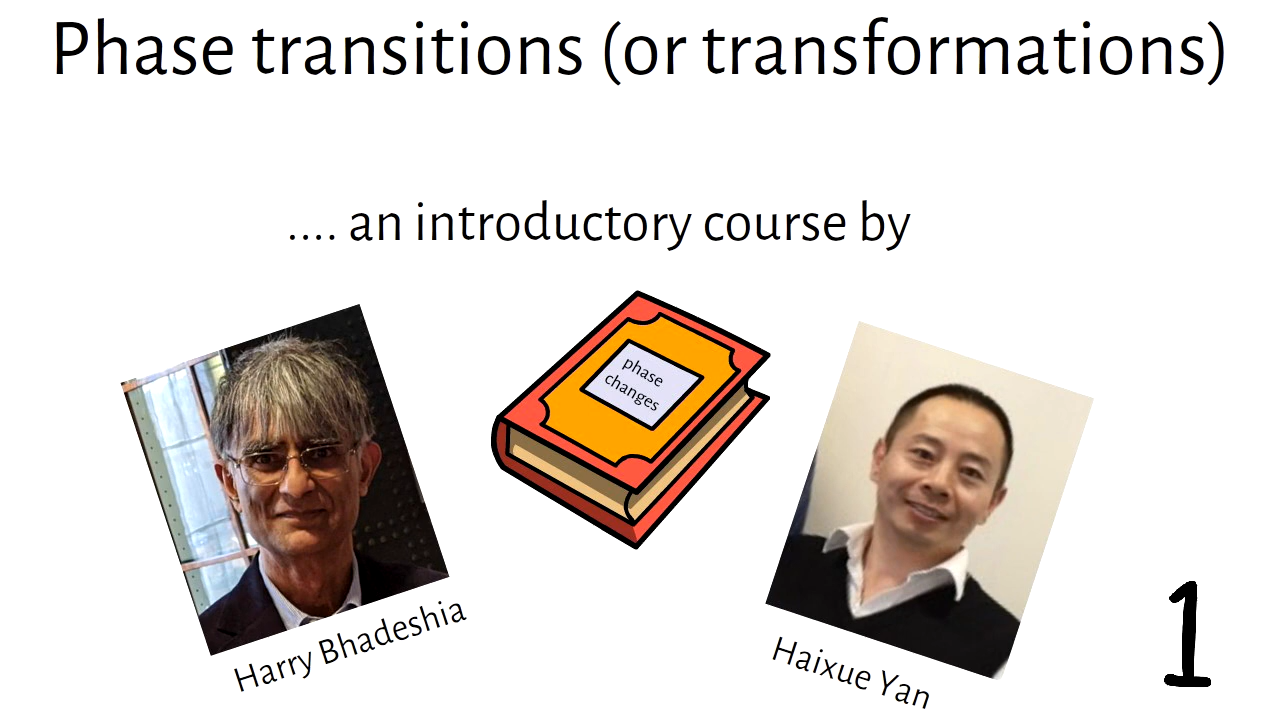 Phase transitions (or transformations)
.... an introductory course by
phase
changes
Harry Bhadeshia
Haixue Yan
1